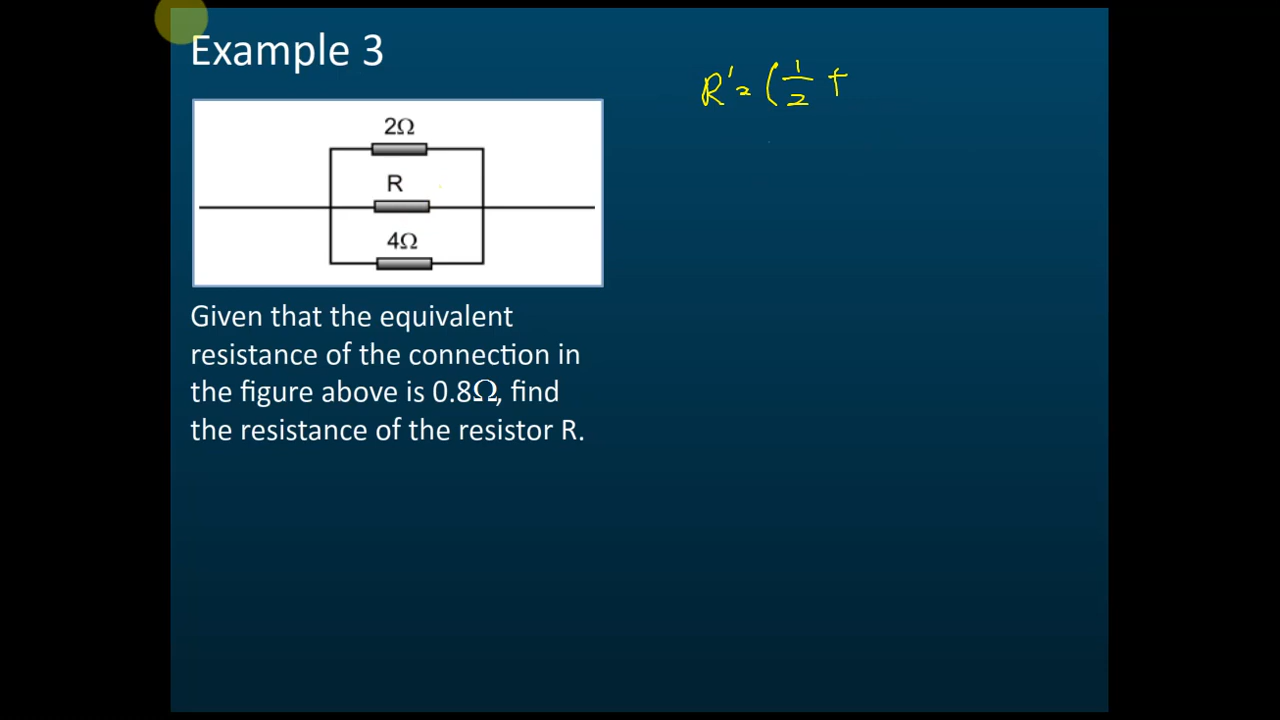 Example 3
R' = (1/2 +
2Ω
R
4Ω
Given that the equivalent
resistance of the connection in
the figure above is 0.8Ω, find
the resistance of the resistor R.